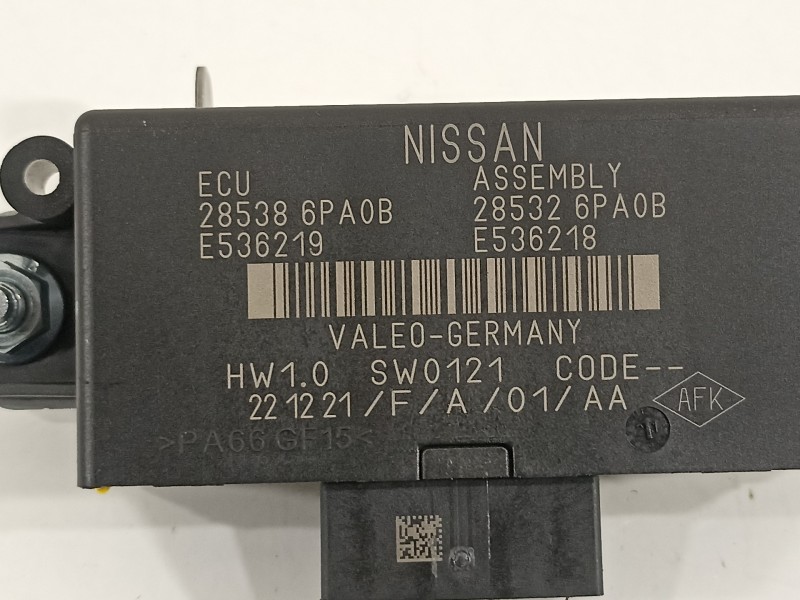 NISSAN
ECU ASSEMBLY
28538 6PA0B 28532 6PA0B
E536219 E536218
VALEO-GERMANY
HW1.0 SW0121 CODE--
22 12 21/F/A/01/AA AFK
>PA66 GF15<